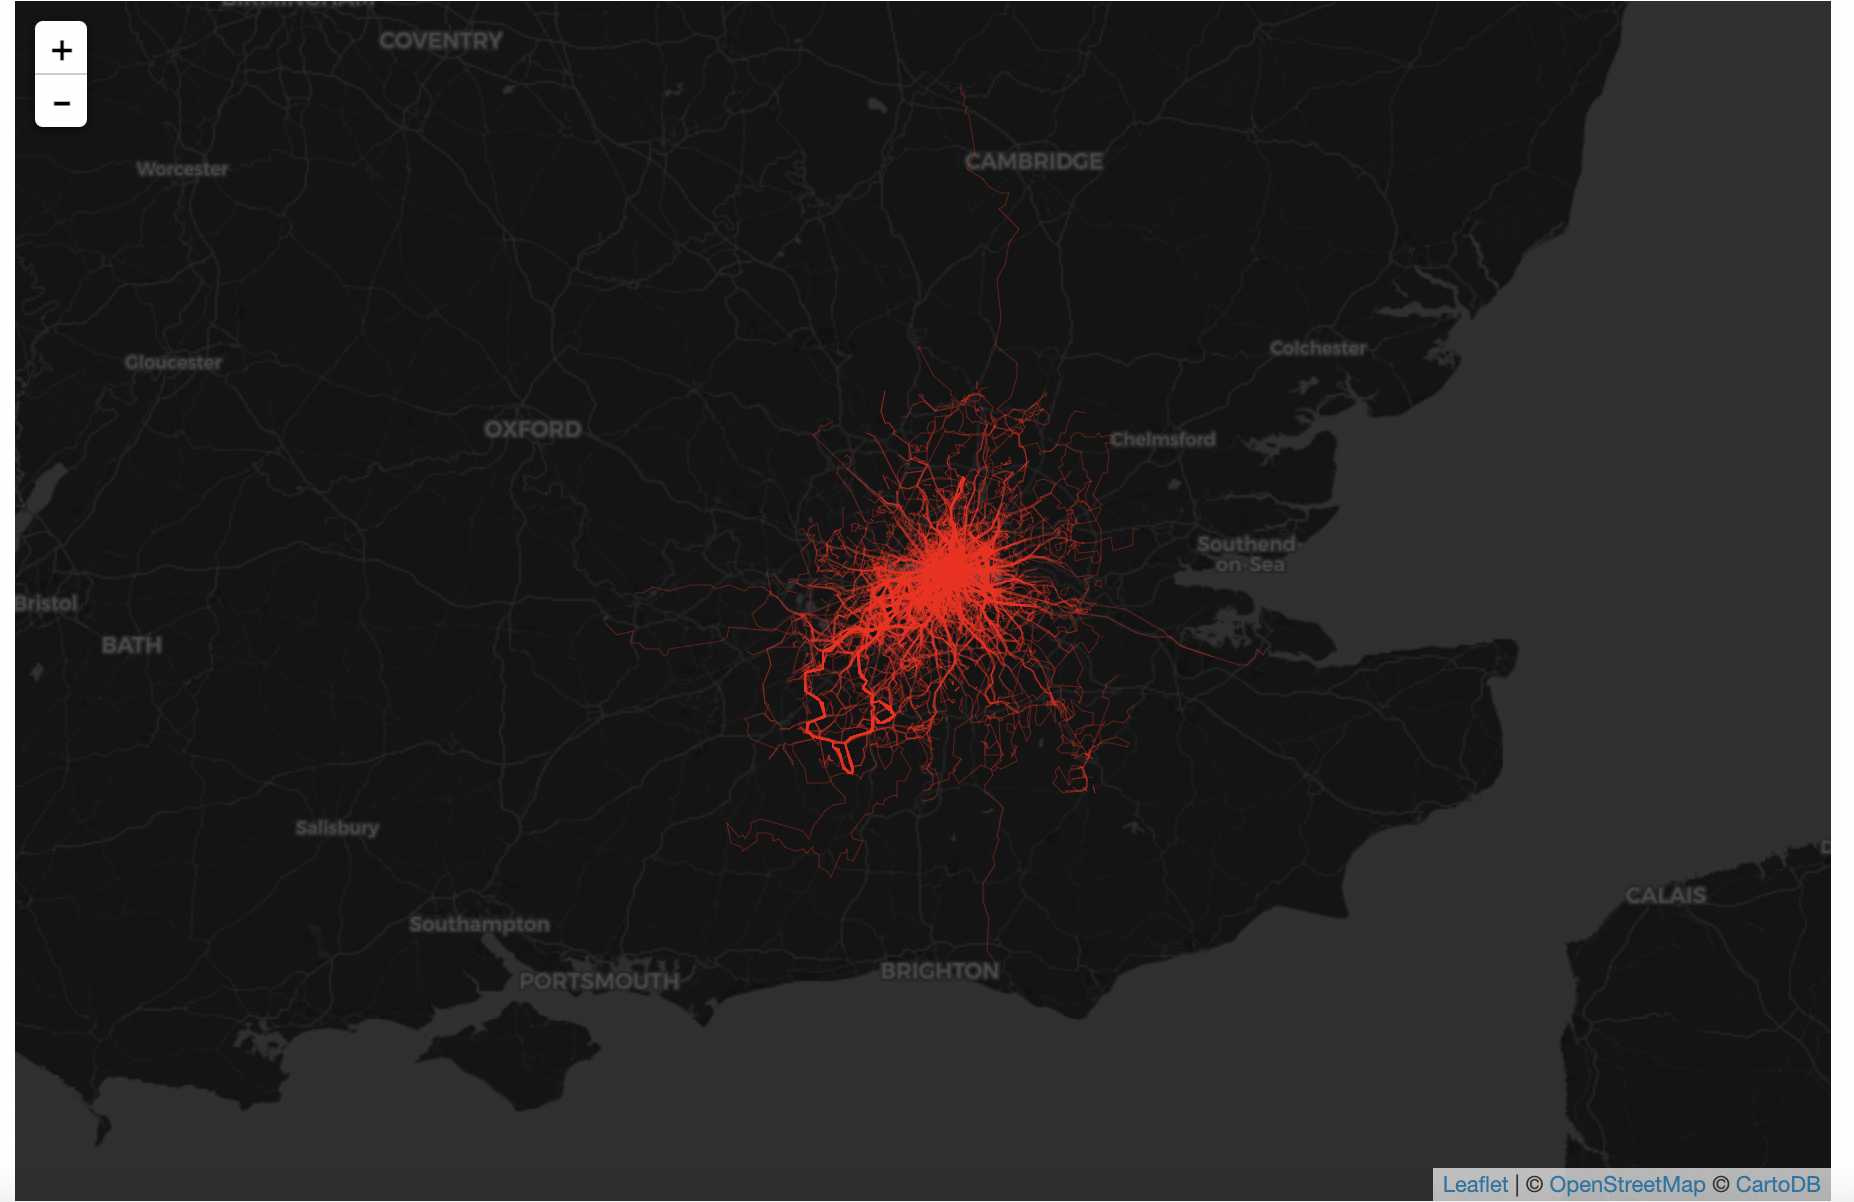 BIRMINGHAM
+
COVENTRY
−
CAMBRIDGE
Worcester
Colchester
Gloucester
OXFORD
Chelmsford
Southend-
on-Sea
Bristol
BATH
Salisbury
CALAIS
Southampton
BRIGHTON
PORTSMOUTH
Leaflet | © OpenStreetMap © CartoDB